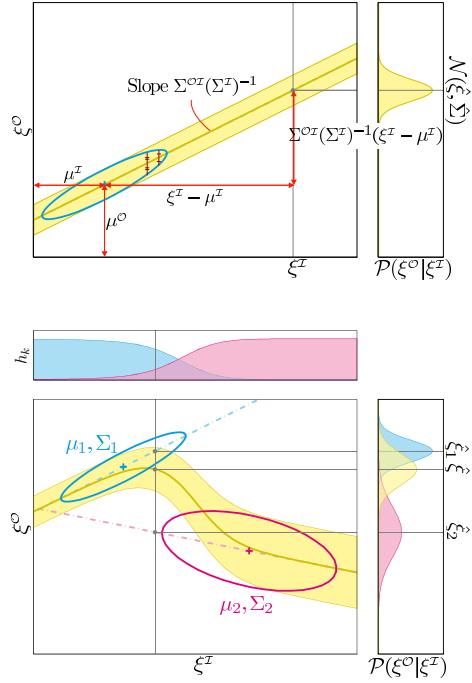 Slope Σ^{𝒪ℐ}(Σ^ℐ)^{-1}
Σ^{𝒪ℐ}(Σ^ℐ)^{-1}(ξ^ℐ − μ^ℐ)
ξ^𝒪
μ^ℐ
ξ^ℐ − μ^ℐ
μ^𝒪
ξ^ℐ
𝒩(ξ̂, Σ̂)
𝒫(ξ^𝒪|ξ^ℐ)
h_k
μ_1, Σ_1
ξ^𝒪
μ_2, Σ_2
ξ^ℐ
ξ̂_1
ξ̂
ξ̂_2
𝒫(ξ^𝒪|ξ^ℐ)